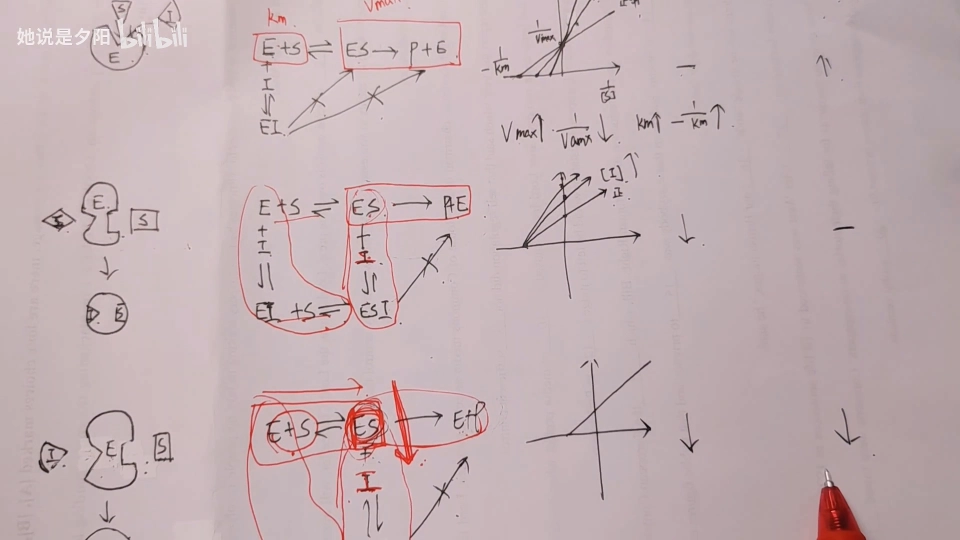 她说是夕阳 bilibili
S I
E
km Vmax
E+S ⇌ ES → P+E
+
I
⇌
EI
1/Vmax
-1/km
1/[S]
— ↑
Vmax↑ 1/Vamx↓ km↑ -1/km↑
[I]↑
E
I S
E+S ⇌ ES → P+E
+ +
I I
EI +S ⇌ ESI
↓ —
I S
E
I S
E+S ⇌ ES → E+P
+
I
↓ ↓